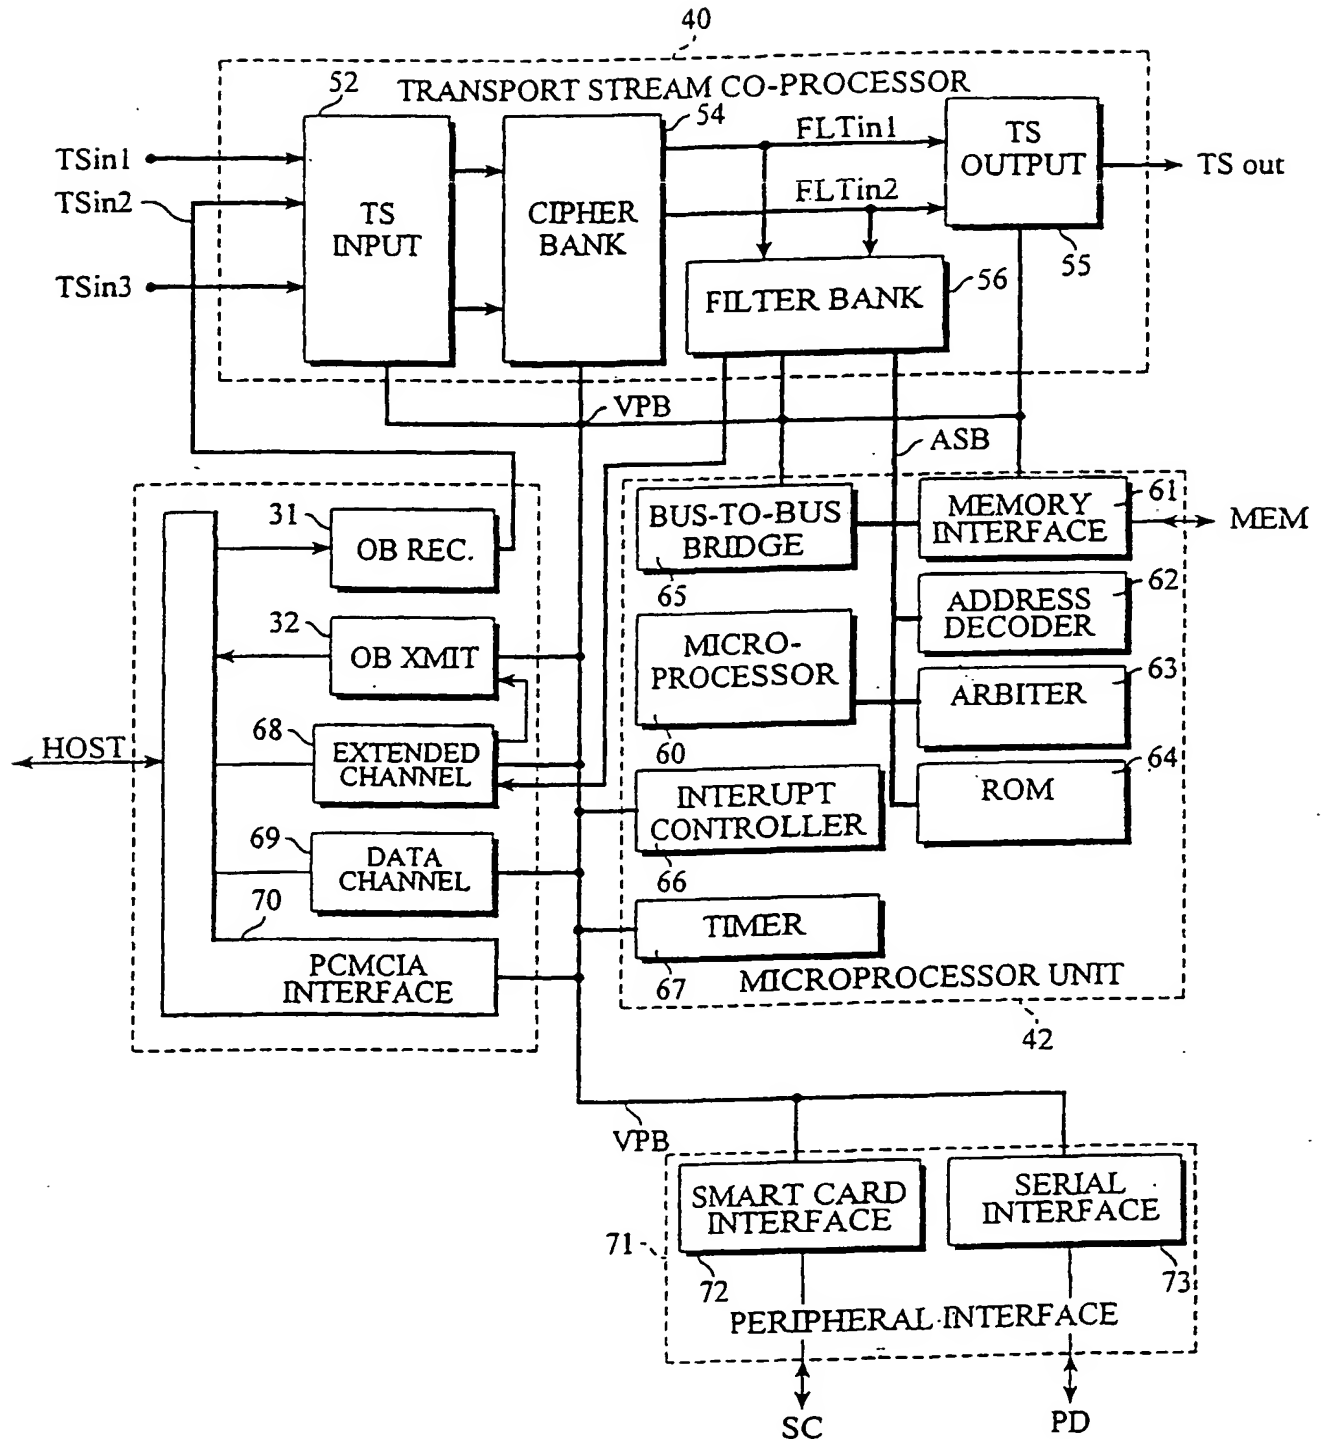 40
TRANSPORT STREAM CO-PROCESSOR
52
54
TSin1
TSin2
TSin3
TS
INPUT
CIPHER
BANK
FLTin1
FLTin2
TS
OUTPUT
TS out
55
56
FILTER BANK
VPB
ASB
31
OB REC.
32
OB XMIT
HOST
68
EXTENDED
CHANNEL
69
DATA
CHANNEL
70
PCMCIA
INTERFACE
BUS-TO-BUS
BRIDGE
65
MEMORY
INTERFACE
61
MEM
ADDRESS
DECODER
62
MICRO-
PROCESSOR
60
ARBITER
63
INTERUPT
CONTROLLER
66
ROM
64
TIMER
67
MICROPROCESSOR UNIT
42
VPB
SMART CARD
INTERFACE
72
SERIAL
INTERFACE
73
71
PERIPHERAL INTERFACE
SC
PD